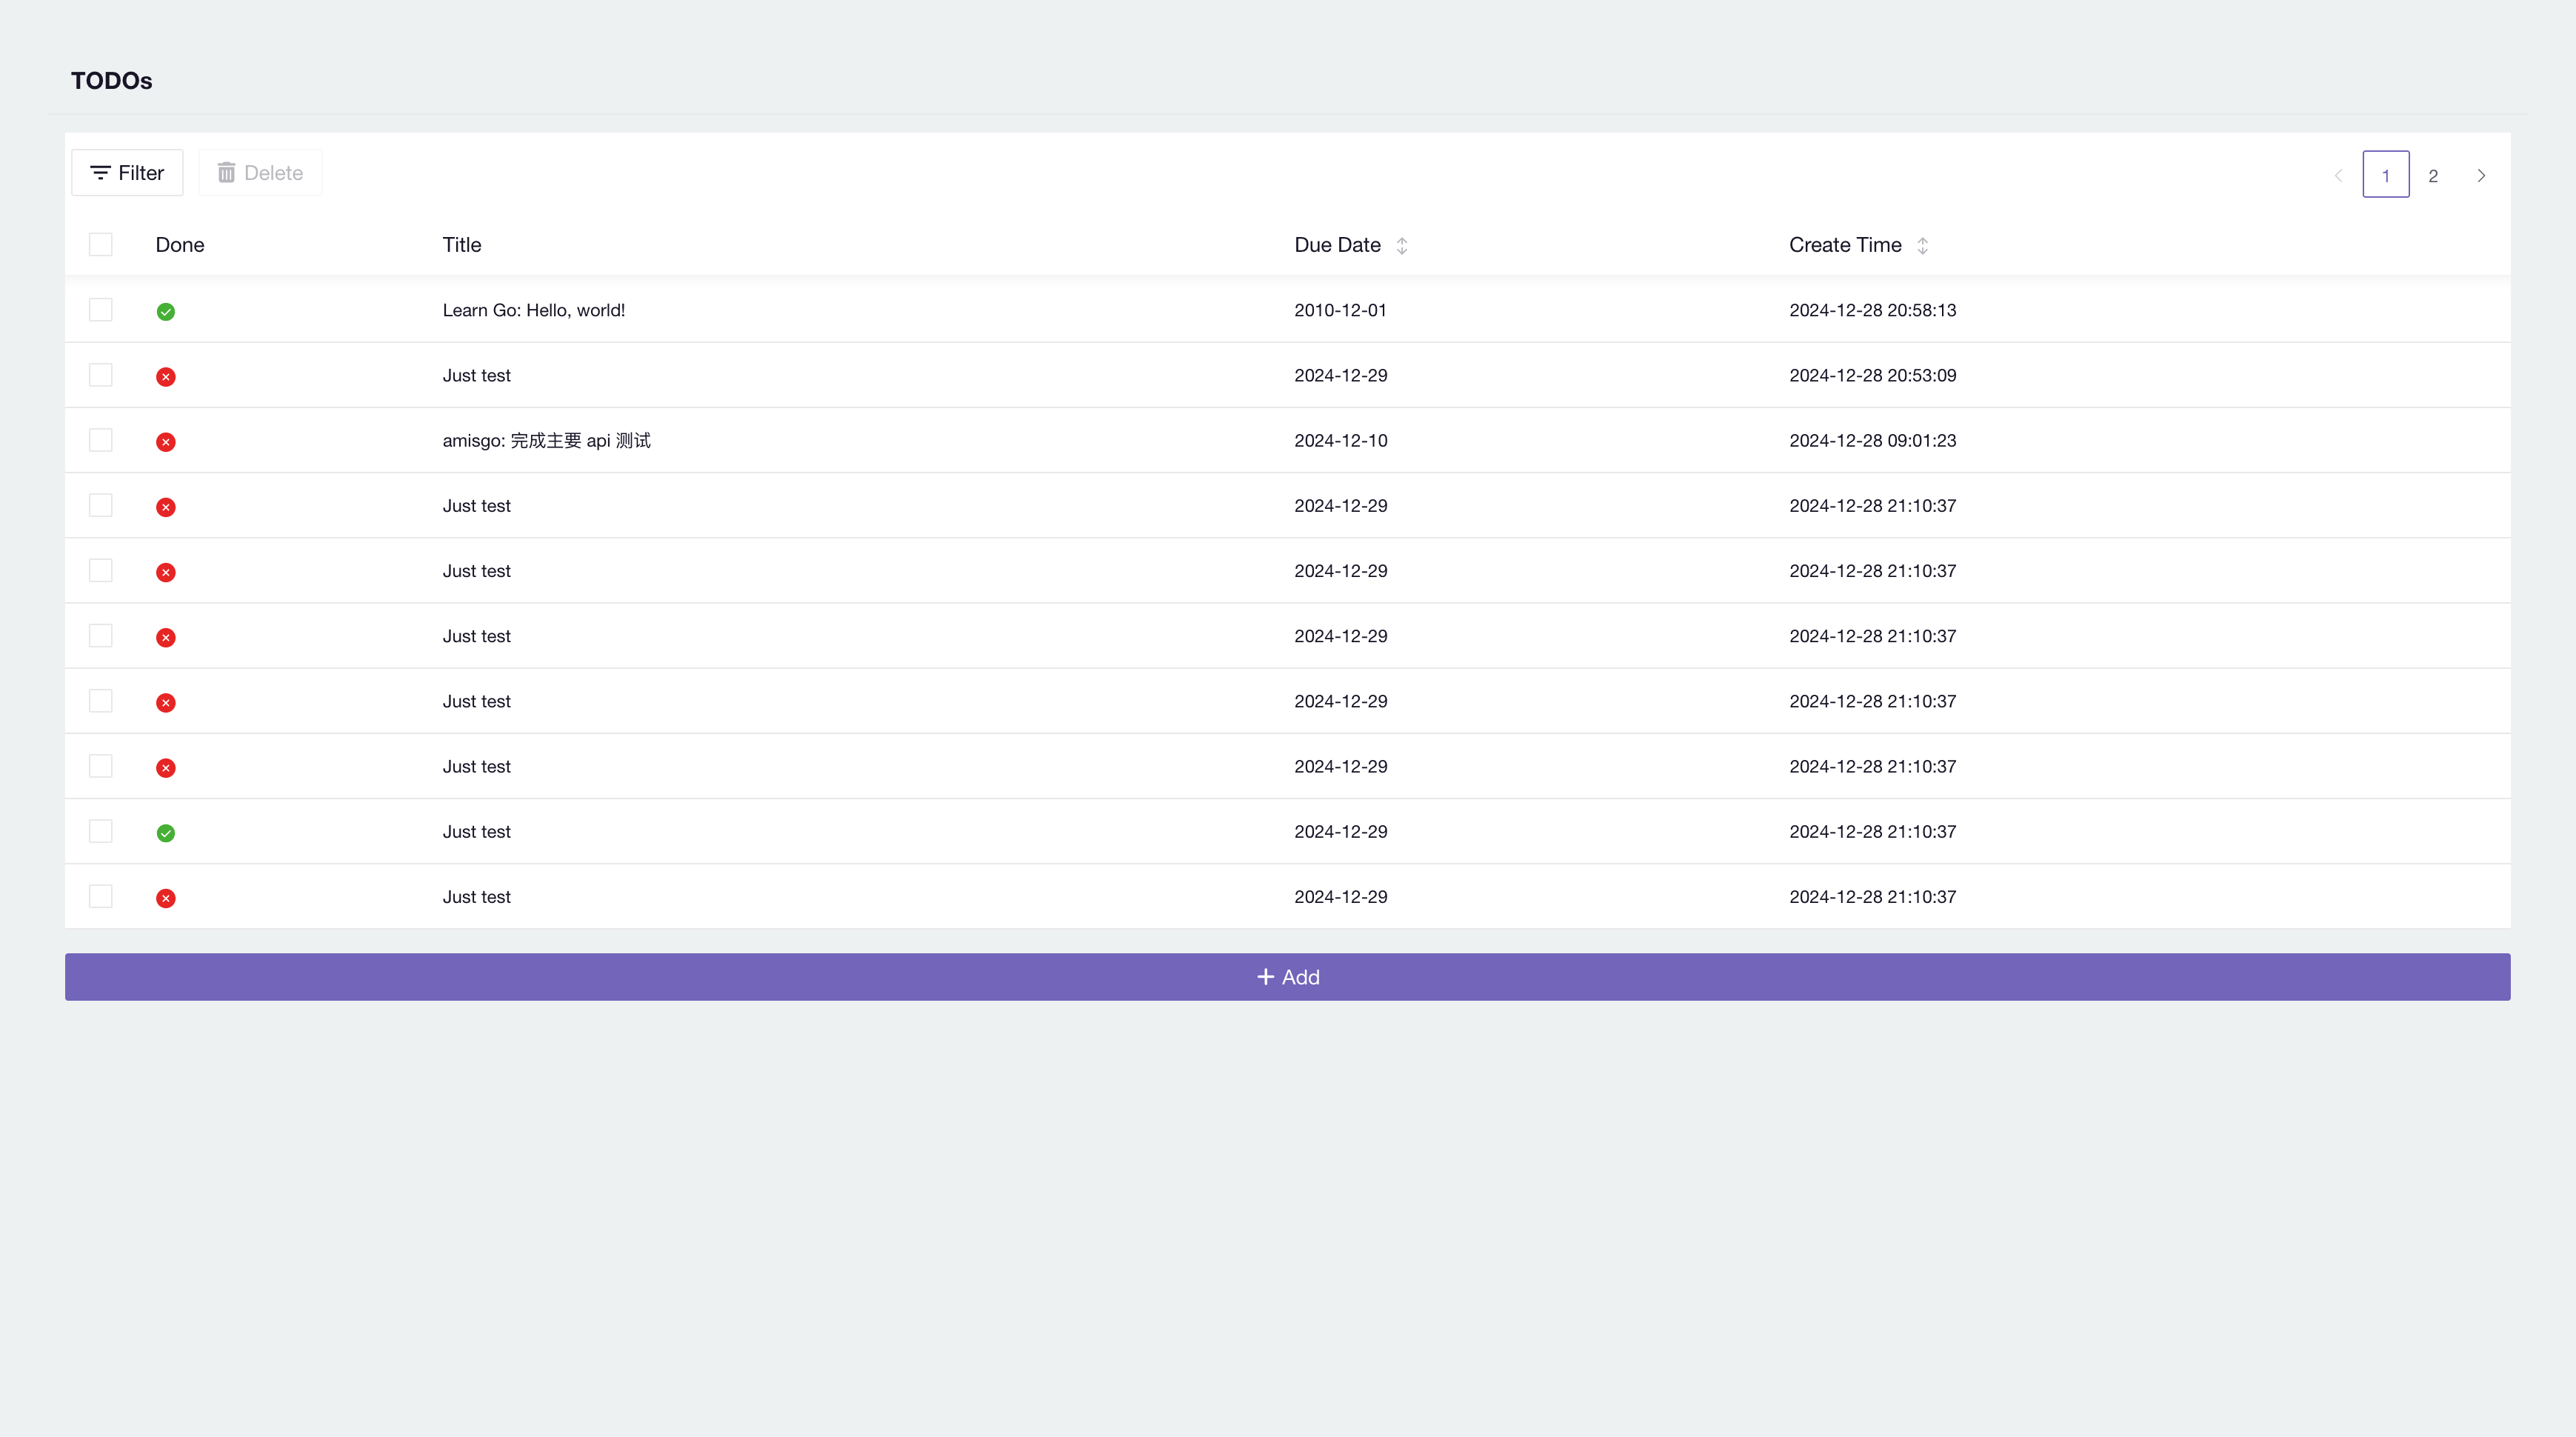 TODOs
Filter Delete 1 2
Done Title Due Date Create Time
Learn Go: Hello, world! 2010-12-01 2024-12-28 20:58:13
Just test 2024-12-29 2024-12-28 20:53:09
amisgo: 完成主要 api 测试 2024-12-10 2024-12-28 09:01:23
Just test 2024-12-29 2024-12-28 21:10:37
Just test 2024-12-29 2024-12-28 21:10:37
Just test 2024-12-29 2024-12-28 21:10:37
Just test 2024-12-29 2024-12-28 21:10:37
Just test 2024-12-29 2024-12-28 21:10:37
Just test 2024-12-29 2024-12-28 21:10:37
Just test 2024-12-29 2024-12-28 21:10:37
+ Add